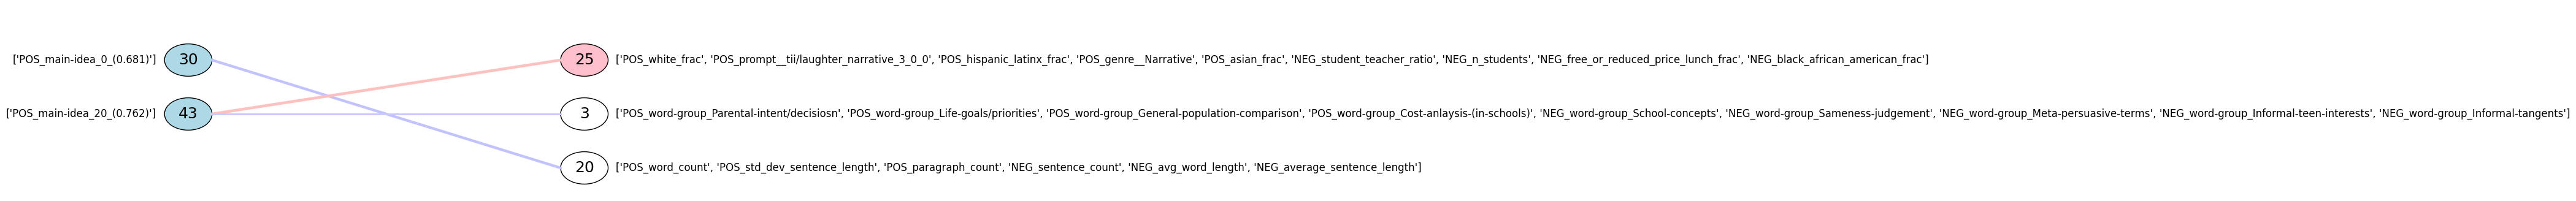 ['POS_main-idea_0_(0.681)'] 30 25 ['POS_white_frac', 'POS_prompt__tii/laughter_narrative_3_0_0', 'POS_hispanic_latinx_frac', 'POS_genre__Narrative', 'POS_asian_frac', 'NEG_student_teacher_ratio', 'NEG_n_students', 'NEG_free_or_reduced_price_lunch_frac', 'NEG_black_african_american_frac']
['POS_main-idea_20_(0.762)'] 43 3 ['POS_word-group_Parental-intent/decisiosn', 'POS_word-group_Life-goals/priorities', 'POS_word-group_General-population-comparison', 'POS_word-group_Cost-anlaysis-(in-schools)', 'NEG_word-group_School-concepts', 'NEG_word-group_Sameness-judgement', 'NEG_word-group_Meta-persuasive-terms', 'NEG_word-group_Informal-teen-interests', 'NEG_word-group_Informal-tangents']
20 ['POS_word_count', 'POS_std_dev_sentence_length', 'POS_paragraph_count', 'NEG_sentence_count', 'NEG_avg_word_length', 'NEG_average_sentence_length']